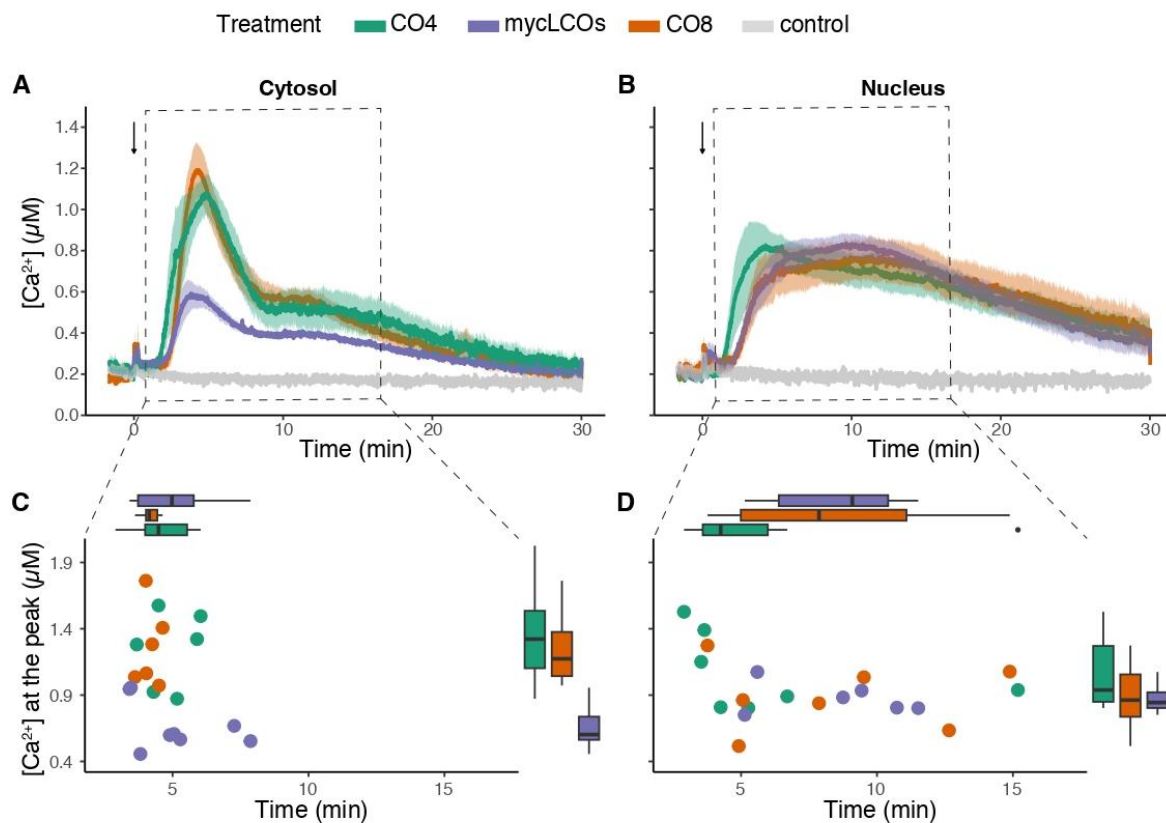 Treatment CO4 mycLCOs CO8 control
A Cytosol B Nucleus
[Ca²⁺] (µM)
1.4
1.2
1.0
0.8
0.6
0.4
0.2
0.0
0 10 20 30 0 10 20 30
Time (min) Time (min)
C D
[Ca²⁺] at the peak (µM)
1.9
1.4
0.9
0.4
5 10 15 5 10 15
Time (min) Time (min)